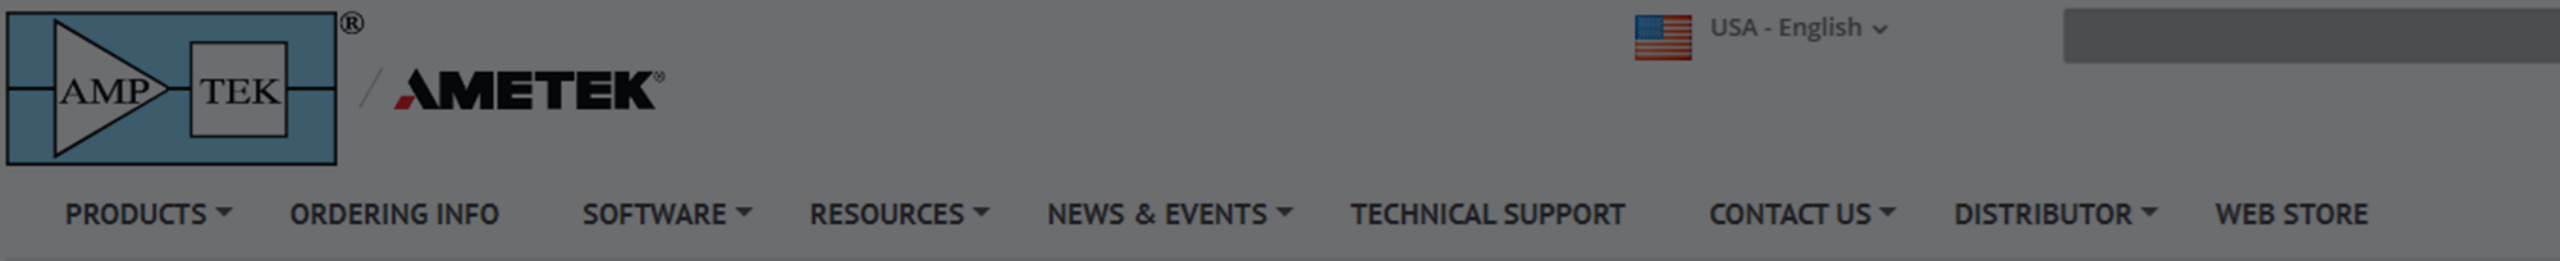 AMP TEK ®
AMETEK®
USA - English
PRODUCTS ORDERING INFO SOFTWARE RESOURCES NEWS & EVENTS TECHNICAL SUPPORT CONTACT US DISTRIBUTOR WEB STORE